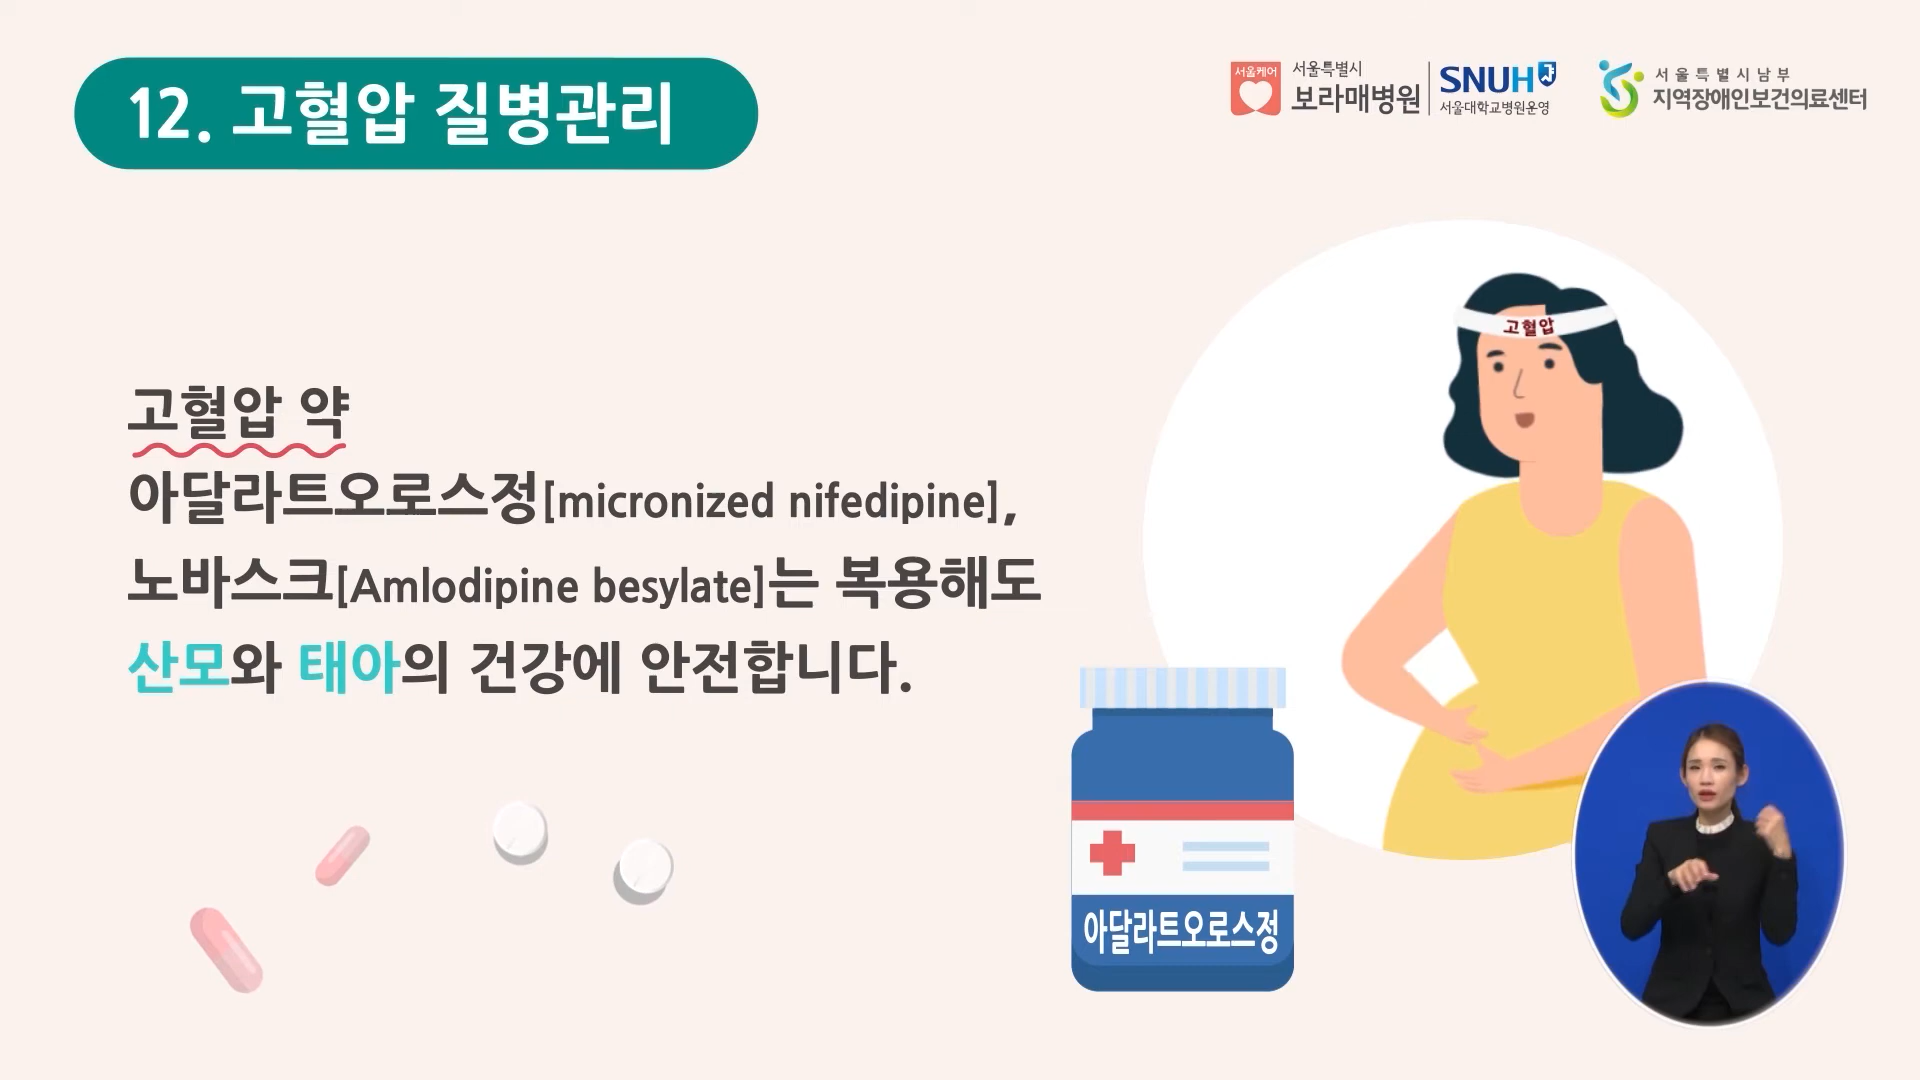 12. 고혈압 질병관리
서울케어
서울특별시
보라매병원
SNUH
서울대학교병원운영
서울특별시남부
지역장애인보건의료센터
고혈압
고혈압 약
아달라트오로스정[micronized nifedipine],
노바스크[Amlodipine besylate]는 복용해도
산모와 태아의 건강에 안전합니다.
아달라트오로스정